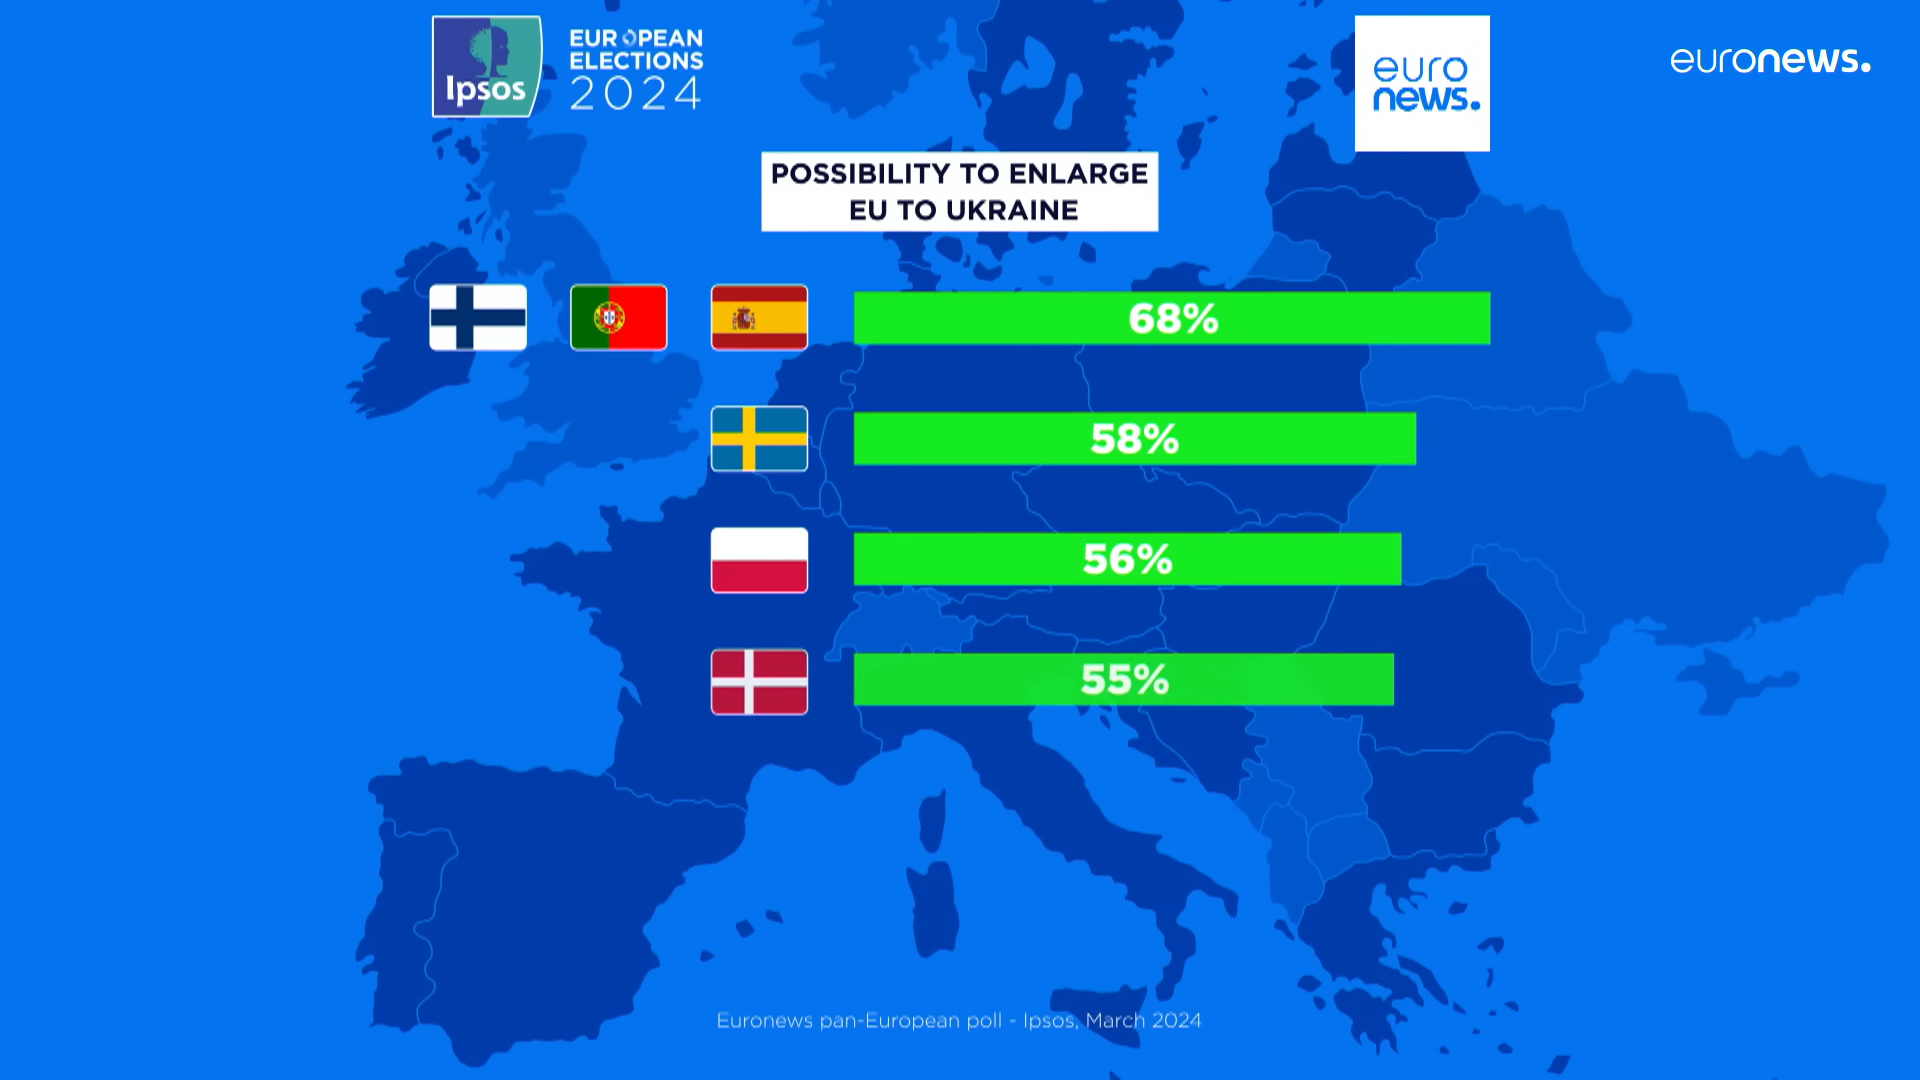 Ipsos
EUROPEAN
ELECTIONS
2024
euro
news.
euronews.
POSSIBILITY TO ENLARGE
EU TO UKRAINE
68%
58%
56%
55%
Euronews pan-European poll - Ipsos, March 2024